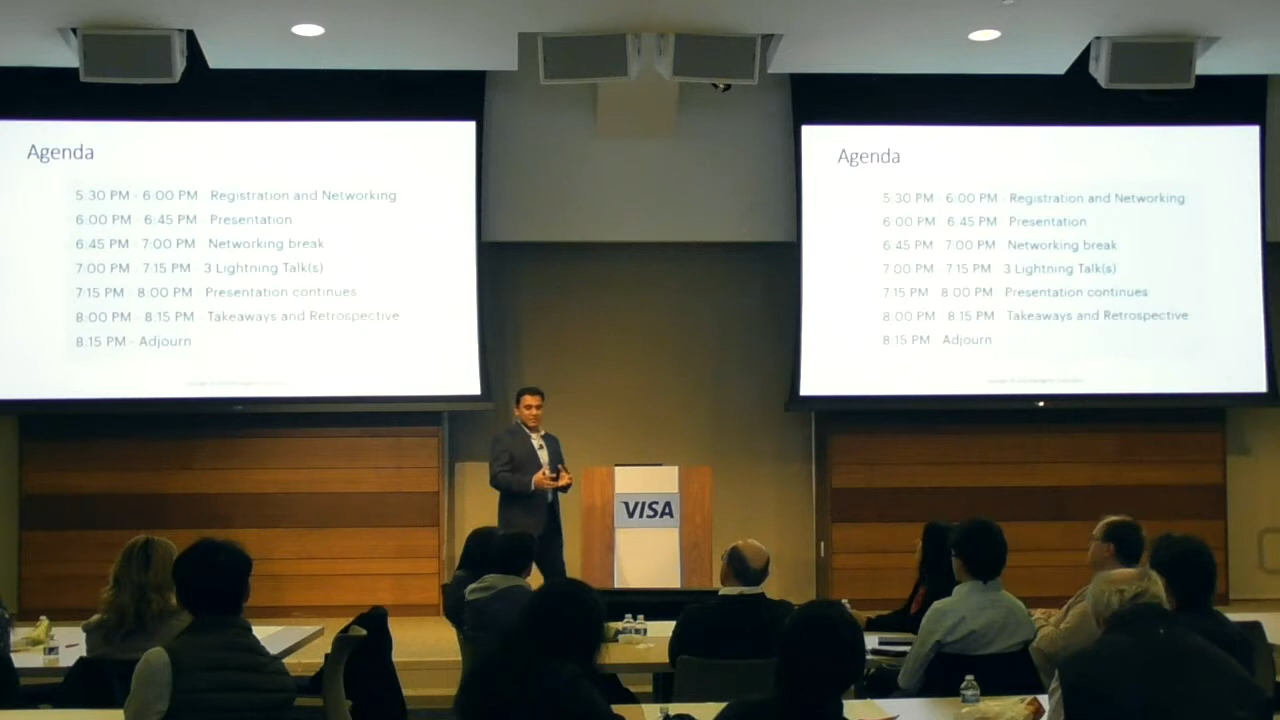 Agenda
5:30 PM - 6:00 PM Registration and Networking
6:00 PM 6:45 PM - Presentation
6:45 PM - 7:00 PM Networking break
7:00 PM - 7:15 PM - 3 Lightning Talk(s)
7:15 PM 8:00 PM - Presentation continues
8:00 PM - 8:15 PM - Takeaways and Retrospective
8:15 PM - Adjourn
Agenda
5:30 PM 6:00 PM - Registration and Networking
6:00 PM 6:45 PM Presentation
6:45 PM 7:00 PM Networking break
7:00 PM 7:15 PM 3 Lightning Talk(s)
7:15 PM 8:00 PM Presentation continues
8:00 PM 8:15 PM Takeaways and Retrospective
8:15 PM Adjourn
VISA